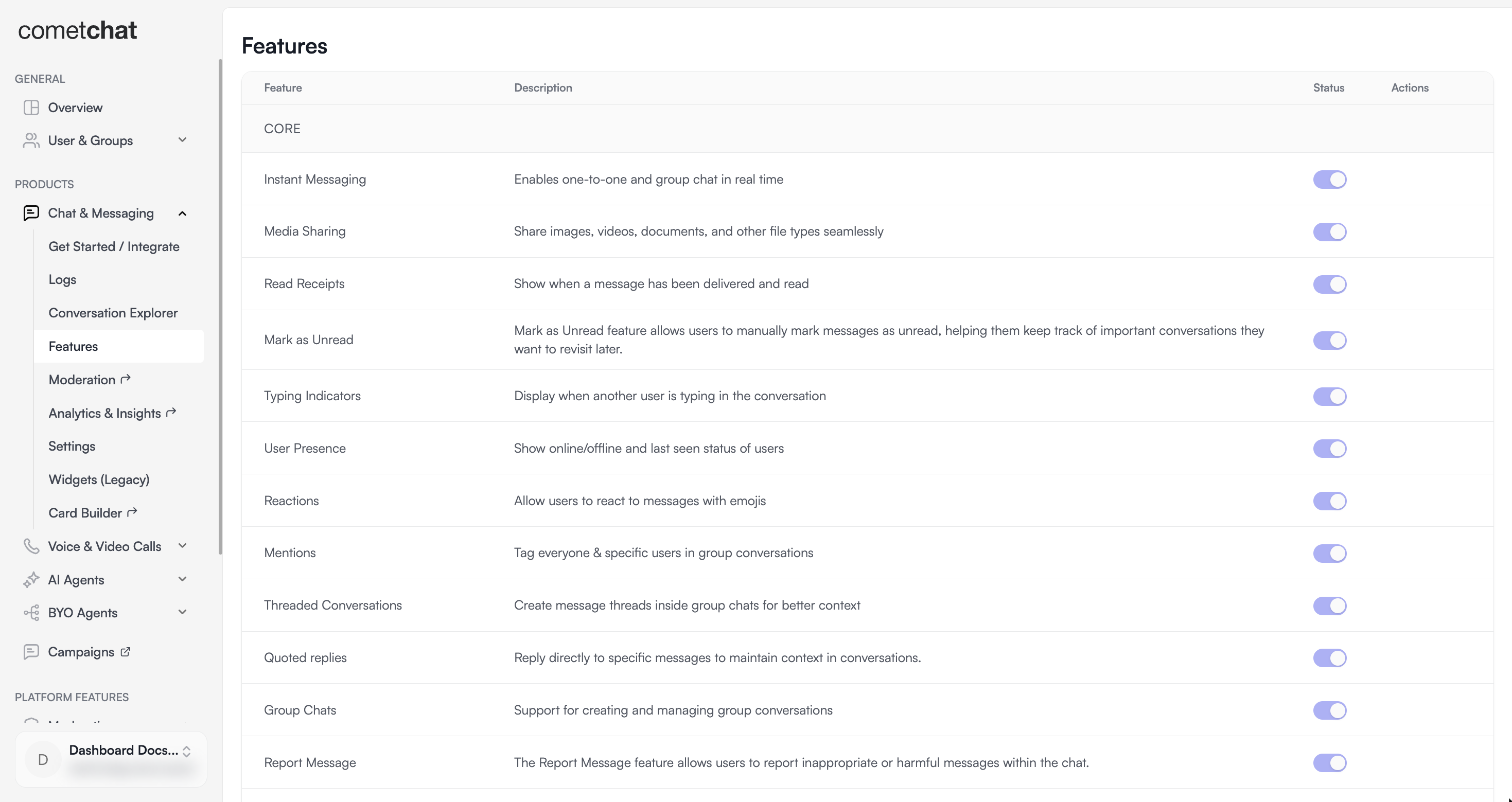 cometchat
GENERAL
Overview
User & Groups
PRODUCTS
Chat & Messaging
Get Started / Integrate
Logs
Conversation Explorer
Features
Moderation
Analytics & Insights
Settings
Widgets (Legacy)
Card Builder
Voice & Video Calls
AI Agents
BYO Agents
Campaigns
PLATFORM FEATURES
D
Dashboard Docs...
Features
Feature Description Status Actions
CORE
Instant Messaging Enables one-to-one and group chat in real time
Media Sharing Share images, videos, documents, and other file types seamlessly
Read Receipts Show when a message has been delivered and read
Mark as Unread Mark as Unread feature allows users to manually mark messages as unread, helping them keep track of important conversations they
want to revisit later.
Typing Indicators Display when another user is typing in the conversation
User Presence Show online/offline and last seen status of users
Reactions Allow users to react to messages with emojis
Mentions Tag everyone & specific users in group conversations
Threaded Conversations Create message threads inside group chats for better context
Quoted replies Reply directly to specific messages to maintain context in conversations.
Group Chats Support for creating and managing group conversations
Report Message The Report Message feature allows users to report inappropriate or harmful messages within the chat.